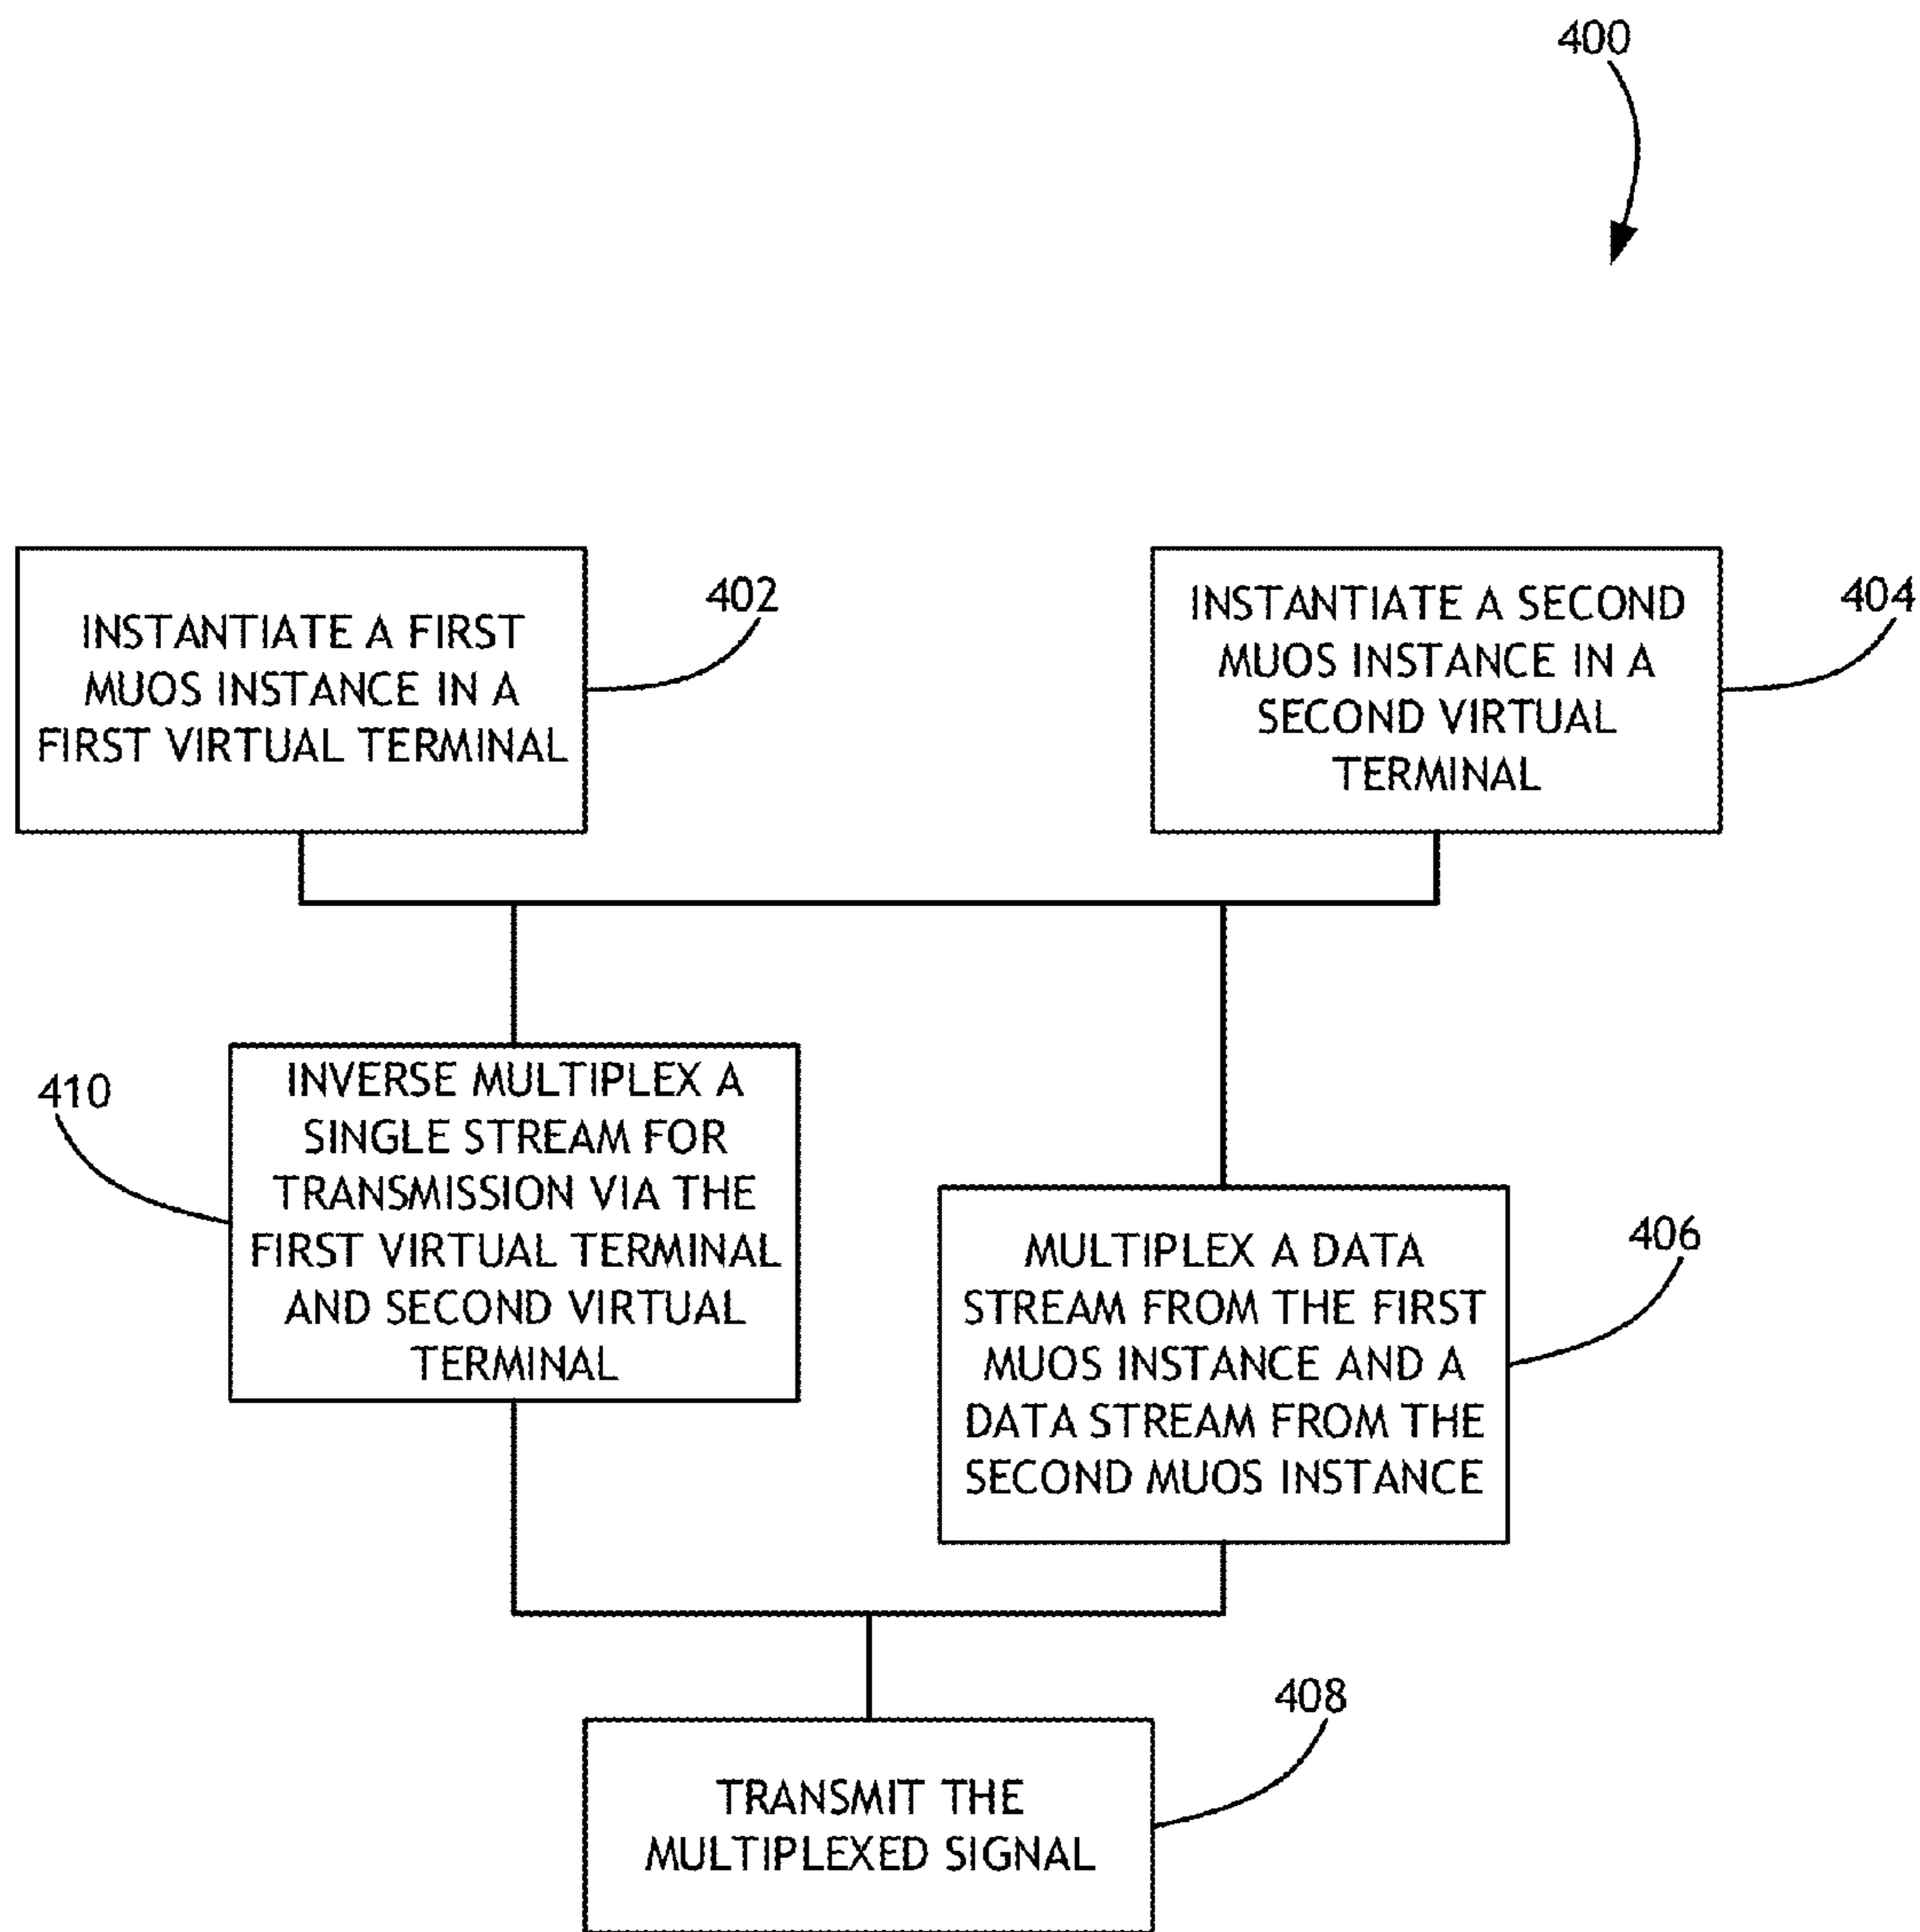 400
INSTANTIATE A FIRST
MUOS INSTANCE IN A
FIRST VIRTUAL TERMINAL
402
INSTANTIATE A SECOND
MUOS INSTANCE IN A
SECOND VIRTUAL
TERMINAL
404
410
INVERSE MULTIPLEX A
SINGLE STREAM FOR
TRANSMISSION VIA THE
FIRST VIRTUAL TERMINAL
AND SECOND VIRTUAL
TERMINAL
MULTIPLEX A DATA
STREAM FROM THE FIRST
MUOS INSTANCE AND A
DATA STREAM FROM THE
SECOND MUOS INSTANCE
406
TRANSMIT THE
MULTIPLEXED SIGNAL
408